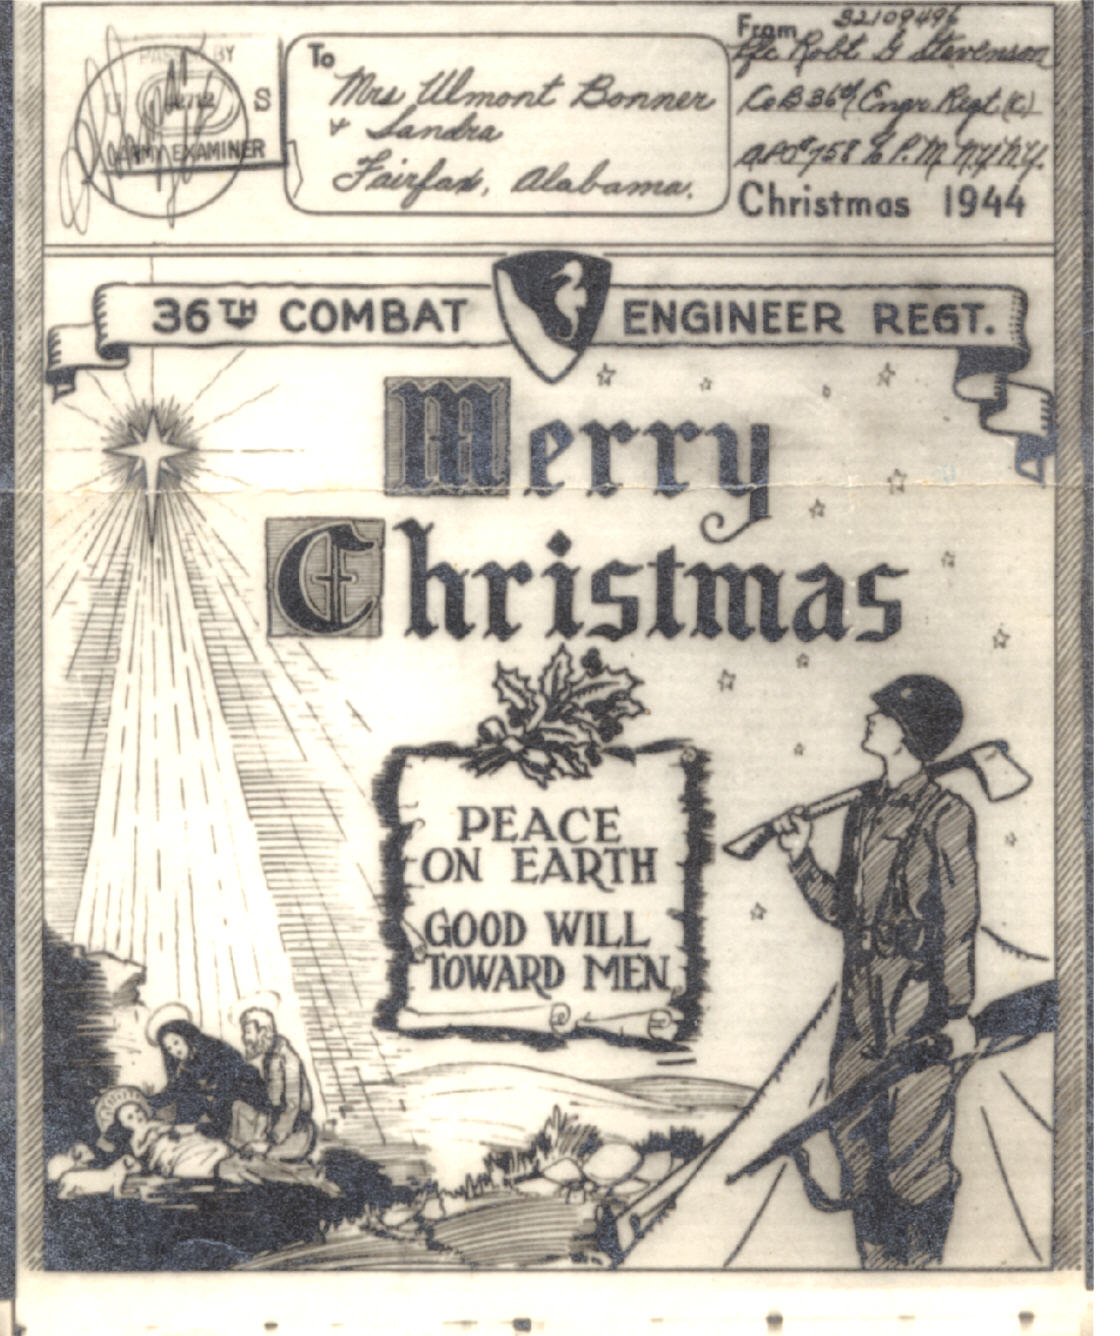 PASSED BY
U S
ARMY EXAMINER
To
Mrs Ulmont Bonner
& Sandra
Fairfax, Alabama.
From 32109496
Pfc Robt G Stevenson
Co B 36th Engr Regt (C)
APO #758 % P.M. NY NY.
Christmas 1944
36TH COMBAT ENGINEER REGT.
Merry
Christmas
PEACE
ON EARTH
GOOD WILL
TOWARD MEN